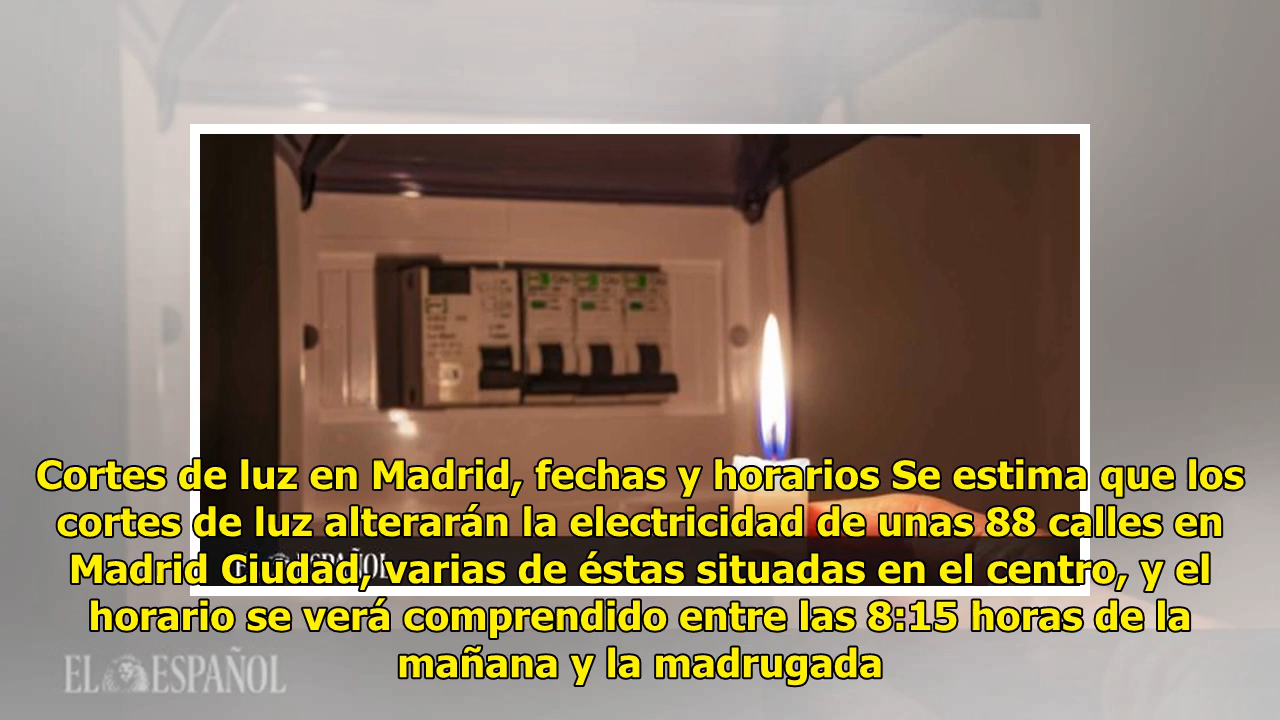 Cortes de luz en Madrid, fechas y horarios Se estima que los
cortes de luz alterarán la electricidad de unas 88 calles en
Madrid Ciudad, varias de éstas situadas en el centro, y el
horario se verá comprendido entre las 8:15 horas de la
mañana y la madrugada
EL ESPAÑOL